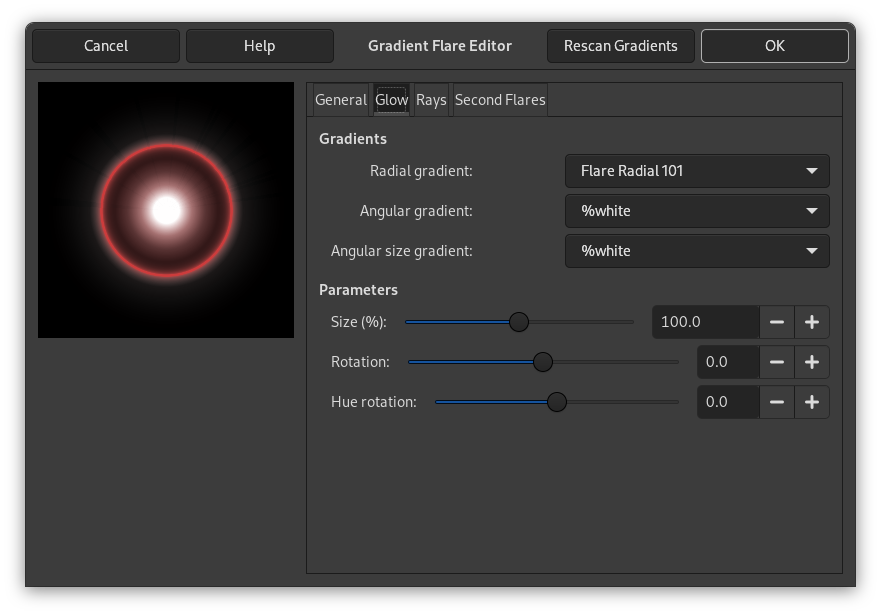 Cancel Help Gradient Flare Editor Rescan Gradients OK
General Glow Rays Second Flares
Gradients
Radial gradient: Flare Radial 101
Angular gradient: %white
Angular size gradient: %white
Parameters
Size (%): 100.0
Rotation: 0.0
Hue rotation: 0.0